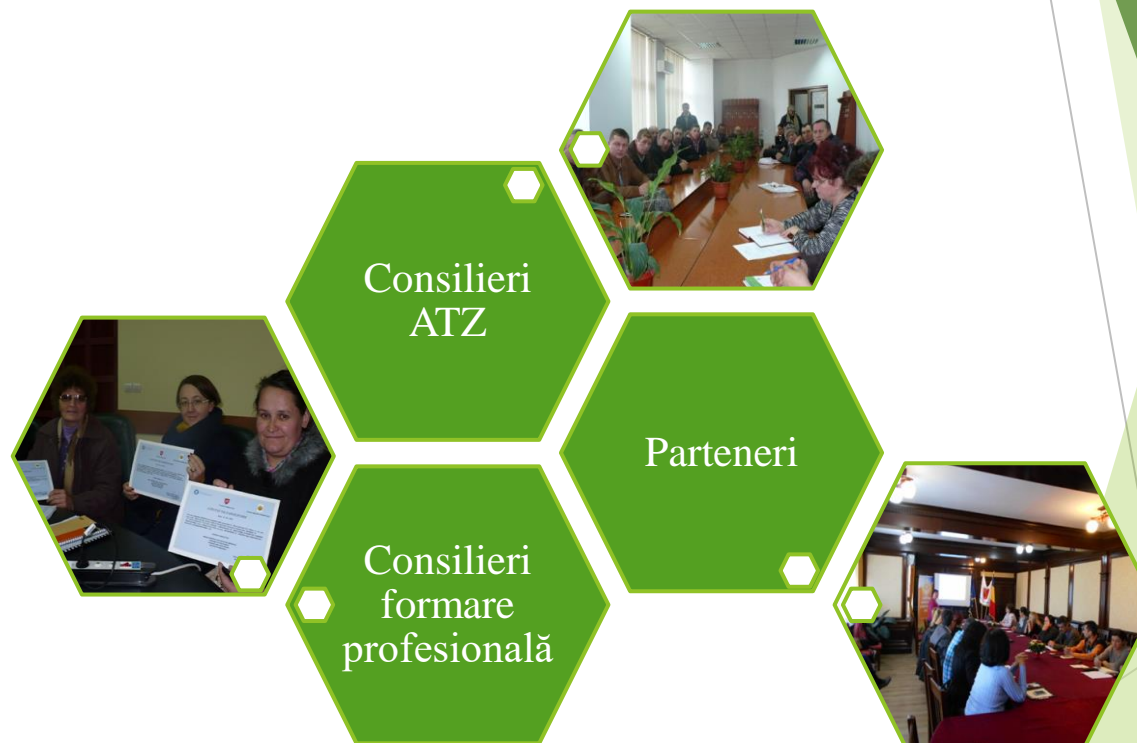 Consilieri
ATZ
Parteneri
Consilieri
formare
profesională